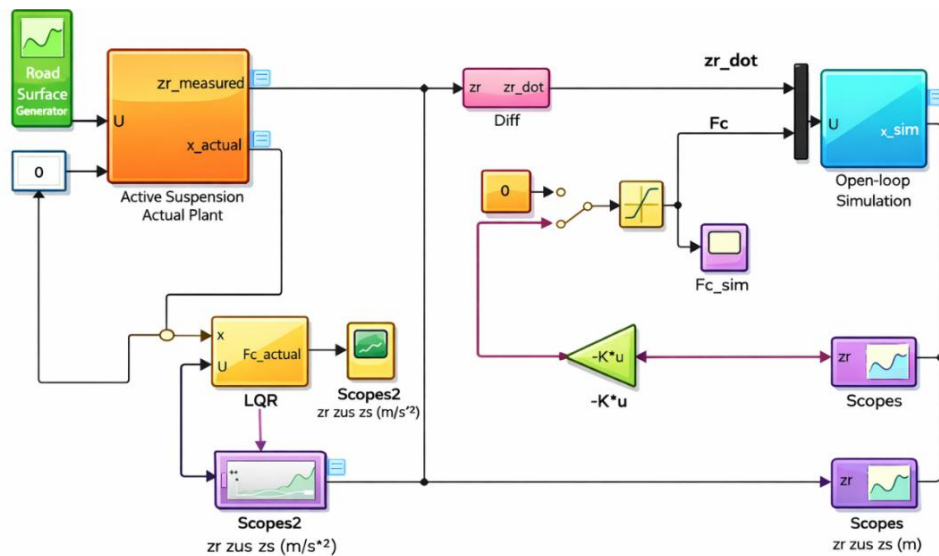 Road
Surface
Generator
U
zr_measured
x_actual
0
Active Suspension
Actual Plant
zr zr_dot
Diff
zr_dot
Fc
U
x_sim
Open-loop
Simulation
0
Fc_sim
x
U
Fc_actual
LQR
Scopes2
zr zus zs (m/s*2)
-K*u
-K*u
zr
Scopes
Scopes2
zr zus zs (m/s*2)
zr
Scopes
zr zus zs (m)